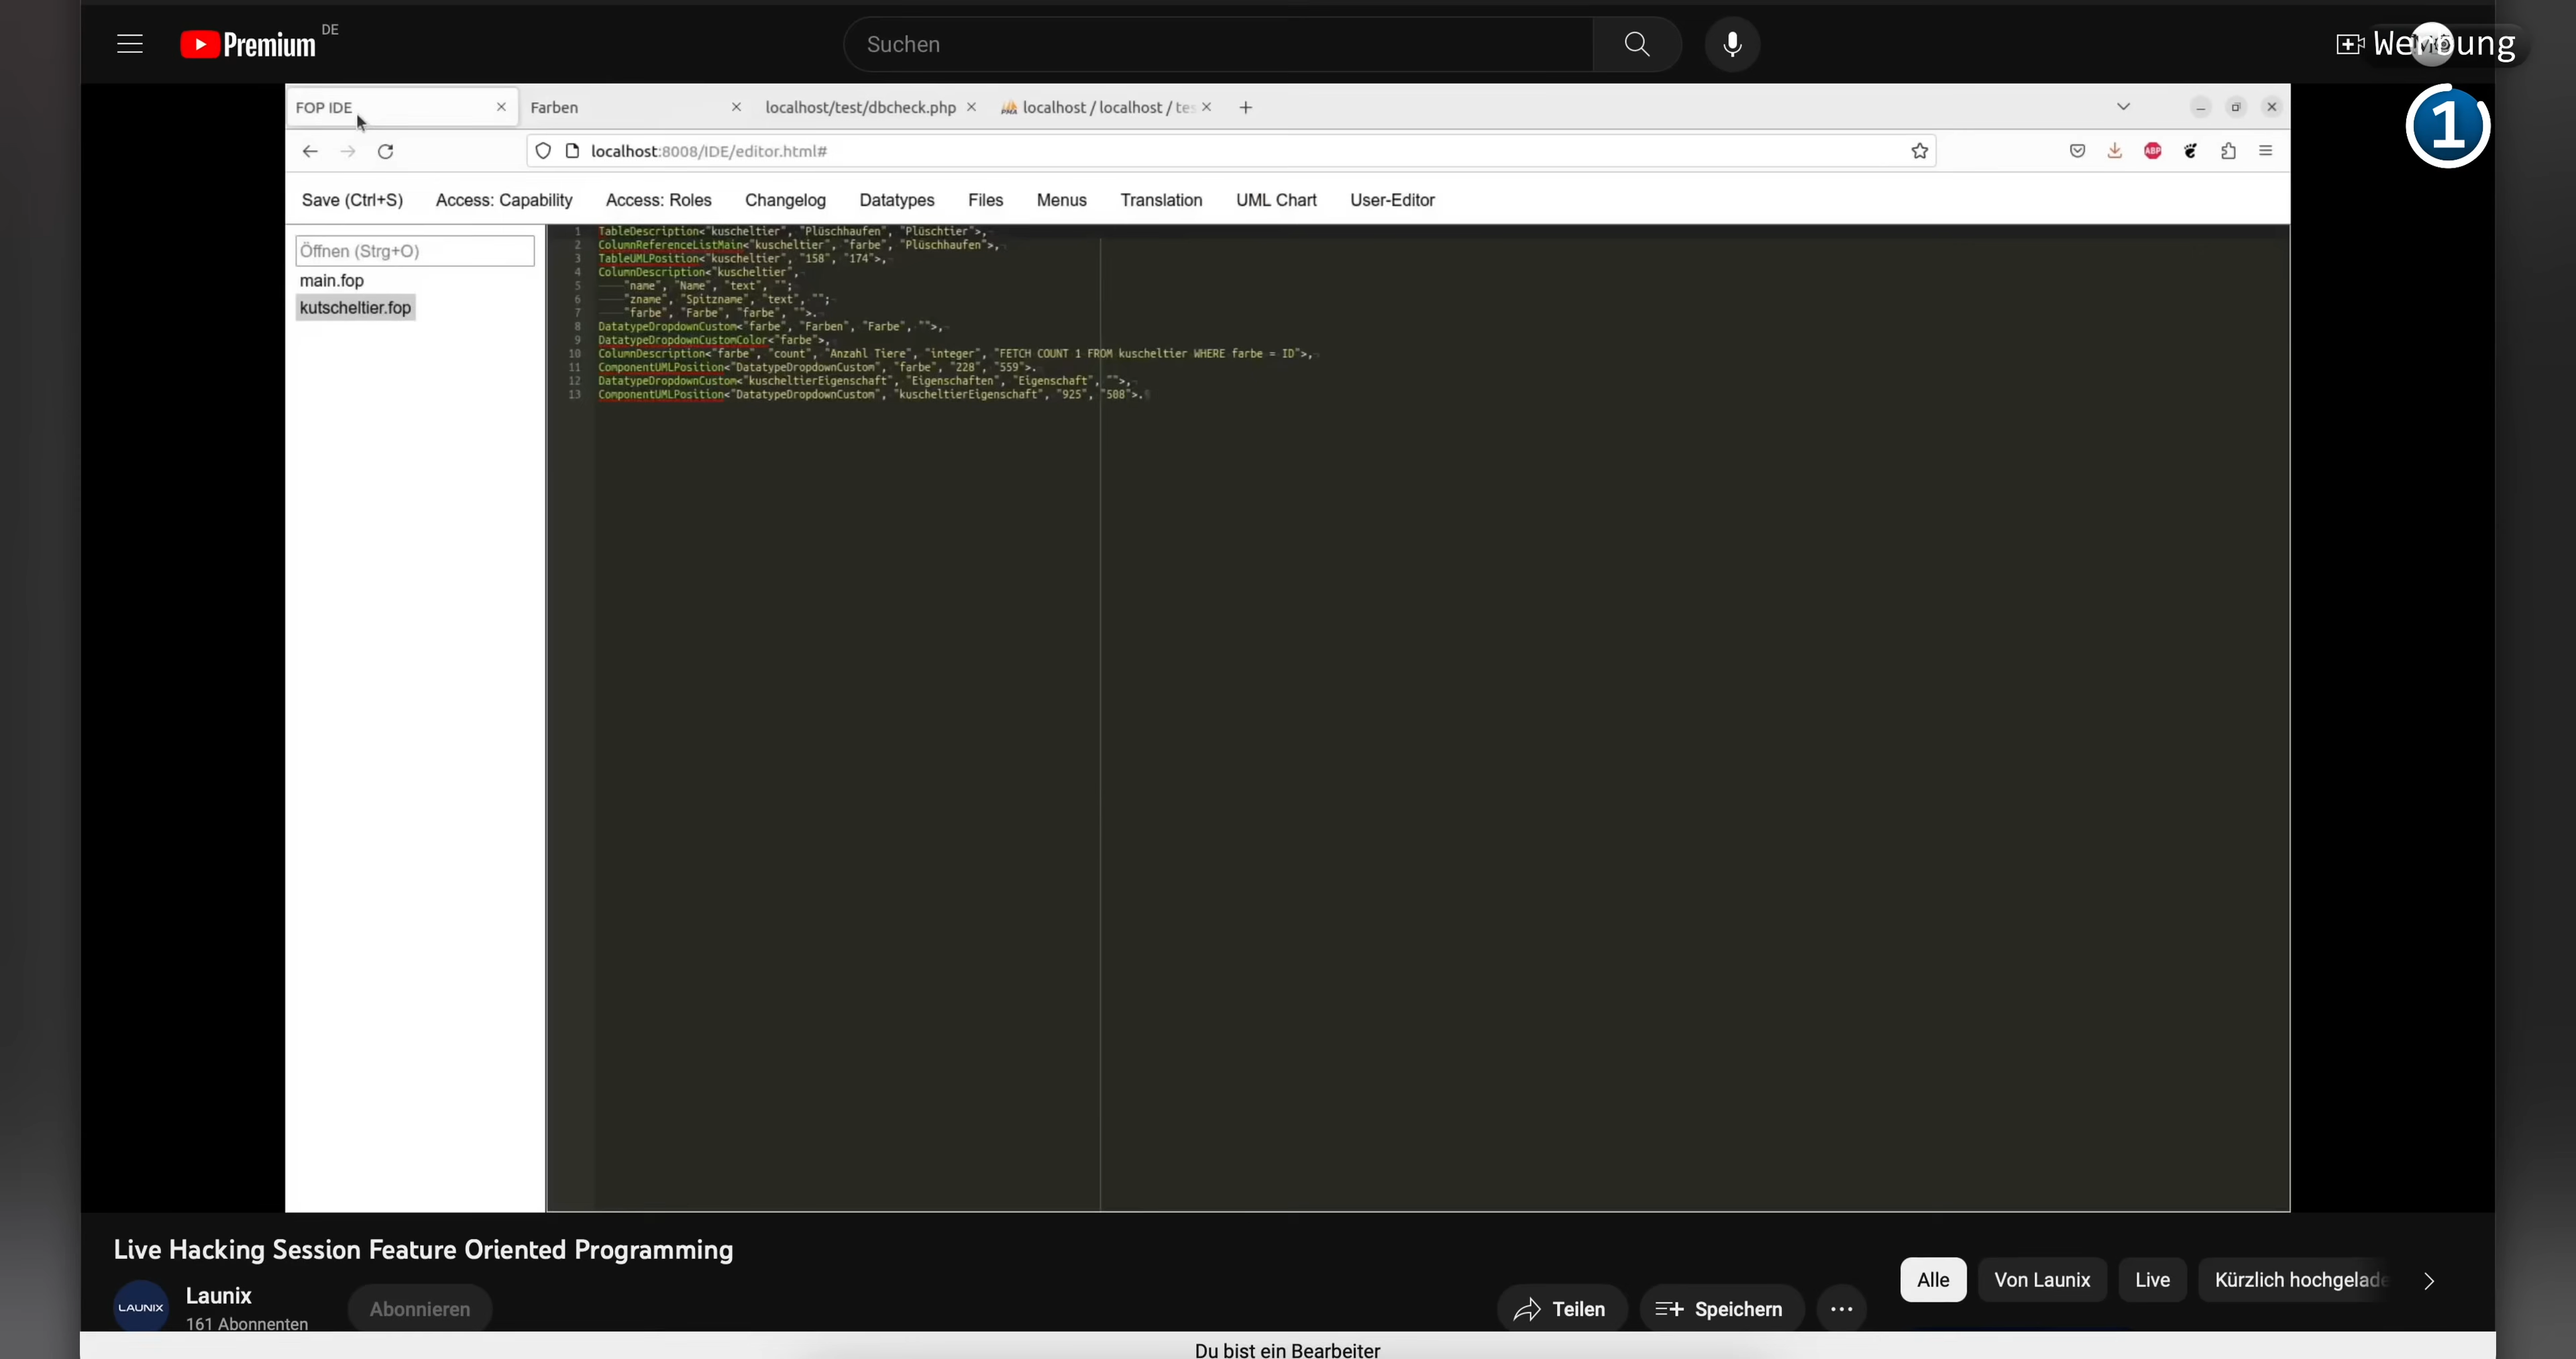 Premium DE
Suchen
Werbung
1
FOP IDE
Farben
localhost/test/dbcheck.php
localhost / localhost / tes
localhost:8008/IDE/editor.html#
ABP
Save (Ctrl+S) Access: Capability Access: Roles Changelog Datatypes Files Menus Translation UML Chart User-Editor
Öffnen (Strg+O)
main.fop
kutscheltier.fop
1 TableDescription<"kuscheltier", "Plüschhaufen", "Plüschtier">,
2 ColumnReferenceListMain<"kuscheltier", "farbe", "Plüschhaufen">,
3 TableUMLPosition<"kuscheltier", "158", "174">,
4 ColumnDescription<"kuscheltier",
5 "name", "Name", "text", "";
6 "zname", "Spitzname", "text", "";
7 "farbe", "Farbe", "farbe", "">.
8 DatatypeDropdownCustom<"farbe", "Farben", "Farbe", "">,
9 DatatypeDropdownCustomColor<"farbe">,
10 ColumnDescription<"farbe", "count", "Anzahl Tiere", "integer", "FETCH COUNT 1 FROM kuscheltier WHERE farbe = ID">,
11 ComponentUMLPosition<"DatatypeDropdownCustom", "farbe", "228", "559">.
12 DatatypeDropdownCustom<"kuscheltierEigenschaft", "Eigenschaften", "Eigenschaft", "">,
13 ComponentUMLPosition<"DatatypeDropdownCustom", "kuscheltierEigenschaft", "925", "508">.
Live Hacking Session Feature Oriented Programming
LAUNIX
Launix
161 Abonnenten
Abonnieren
Teilen
Speichern
Alle
Von Launix
Live
Kürzlich hochgelade
Du bist ein Bearbeiter